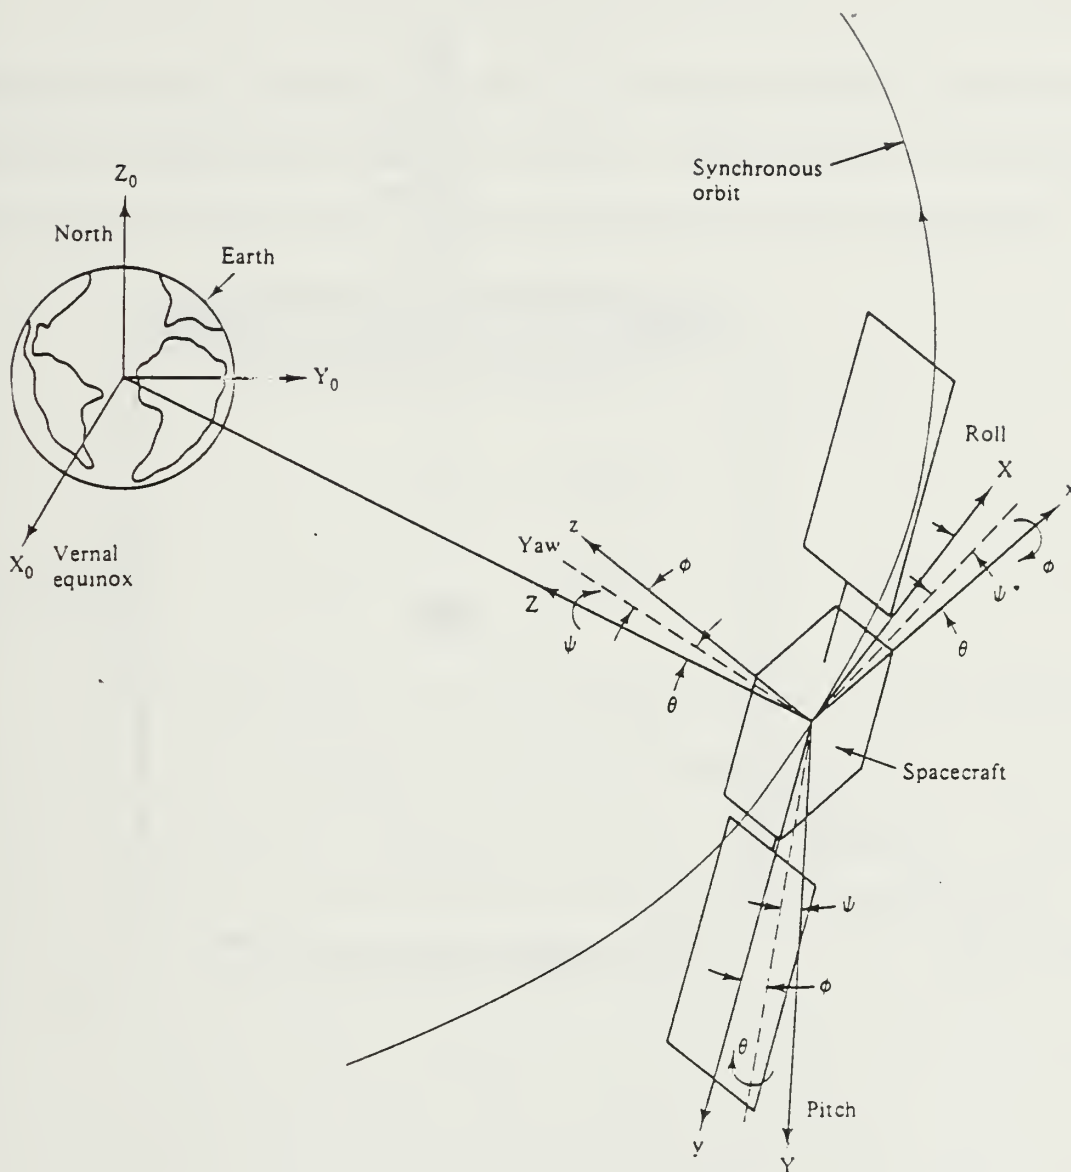 Synchronous
orbit
Z₀
North
Earth
Y₀
Roll
X
x
z
Yaw
ϕ
X₀ Vernal
equinox
Z
ψ
ϕ
ψ
θ
θ
Spacecraft
ψ
ϕ
θ
Pitch
y
Y